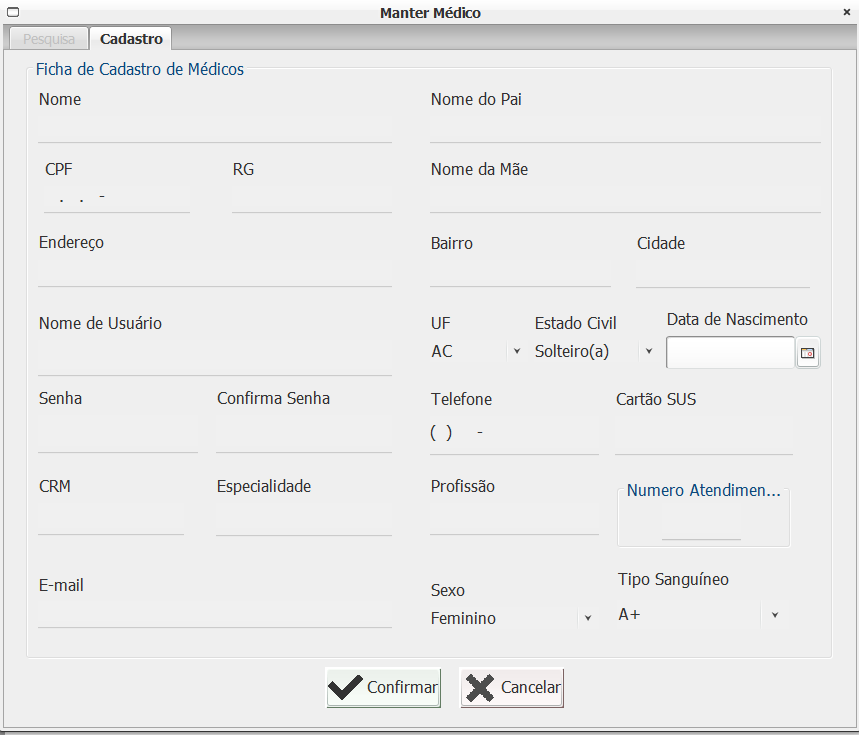 Manter Médico
Pesquisa Cadastro
Ficha de Cadastro de Médicos
Nome Nome do Pai
CPF RG Nome da Mãe
. . -
Endereço Bairro Cidade
Nome de Usuário UF Estado Civil Data de Nascimento
AC Solteiro(a)
Senha Confirma Senha Telefone Cartão SUS
( ) -
CRM Especialidade Profissão Numero Atendimen...
E-mail Sexo Tipo Sanguíneo
Feminino A+
Confirmar Cancelar